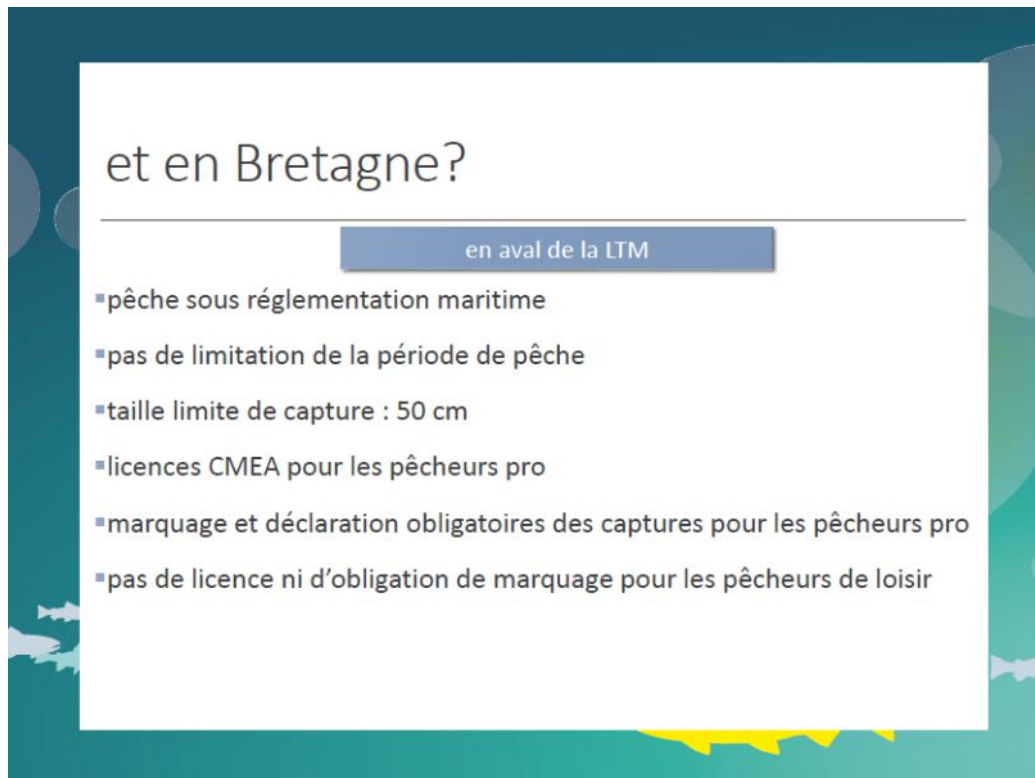 et en Bretagne?
en aval de la LTM
▪pêche sous réglementation maritime
▪pas de limitation de la période de pêche
▪taille limite de capture : 50 cm
▪licences CMEA pour les pêcheurs pro
▪marquage et déclaration obligatoires des captures pour les pêcheurs pro
▪pas de licence ni d’obligation de marquage pour les pêcheurs de loisir